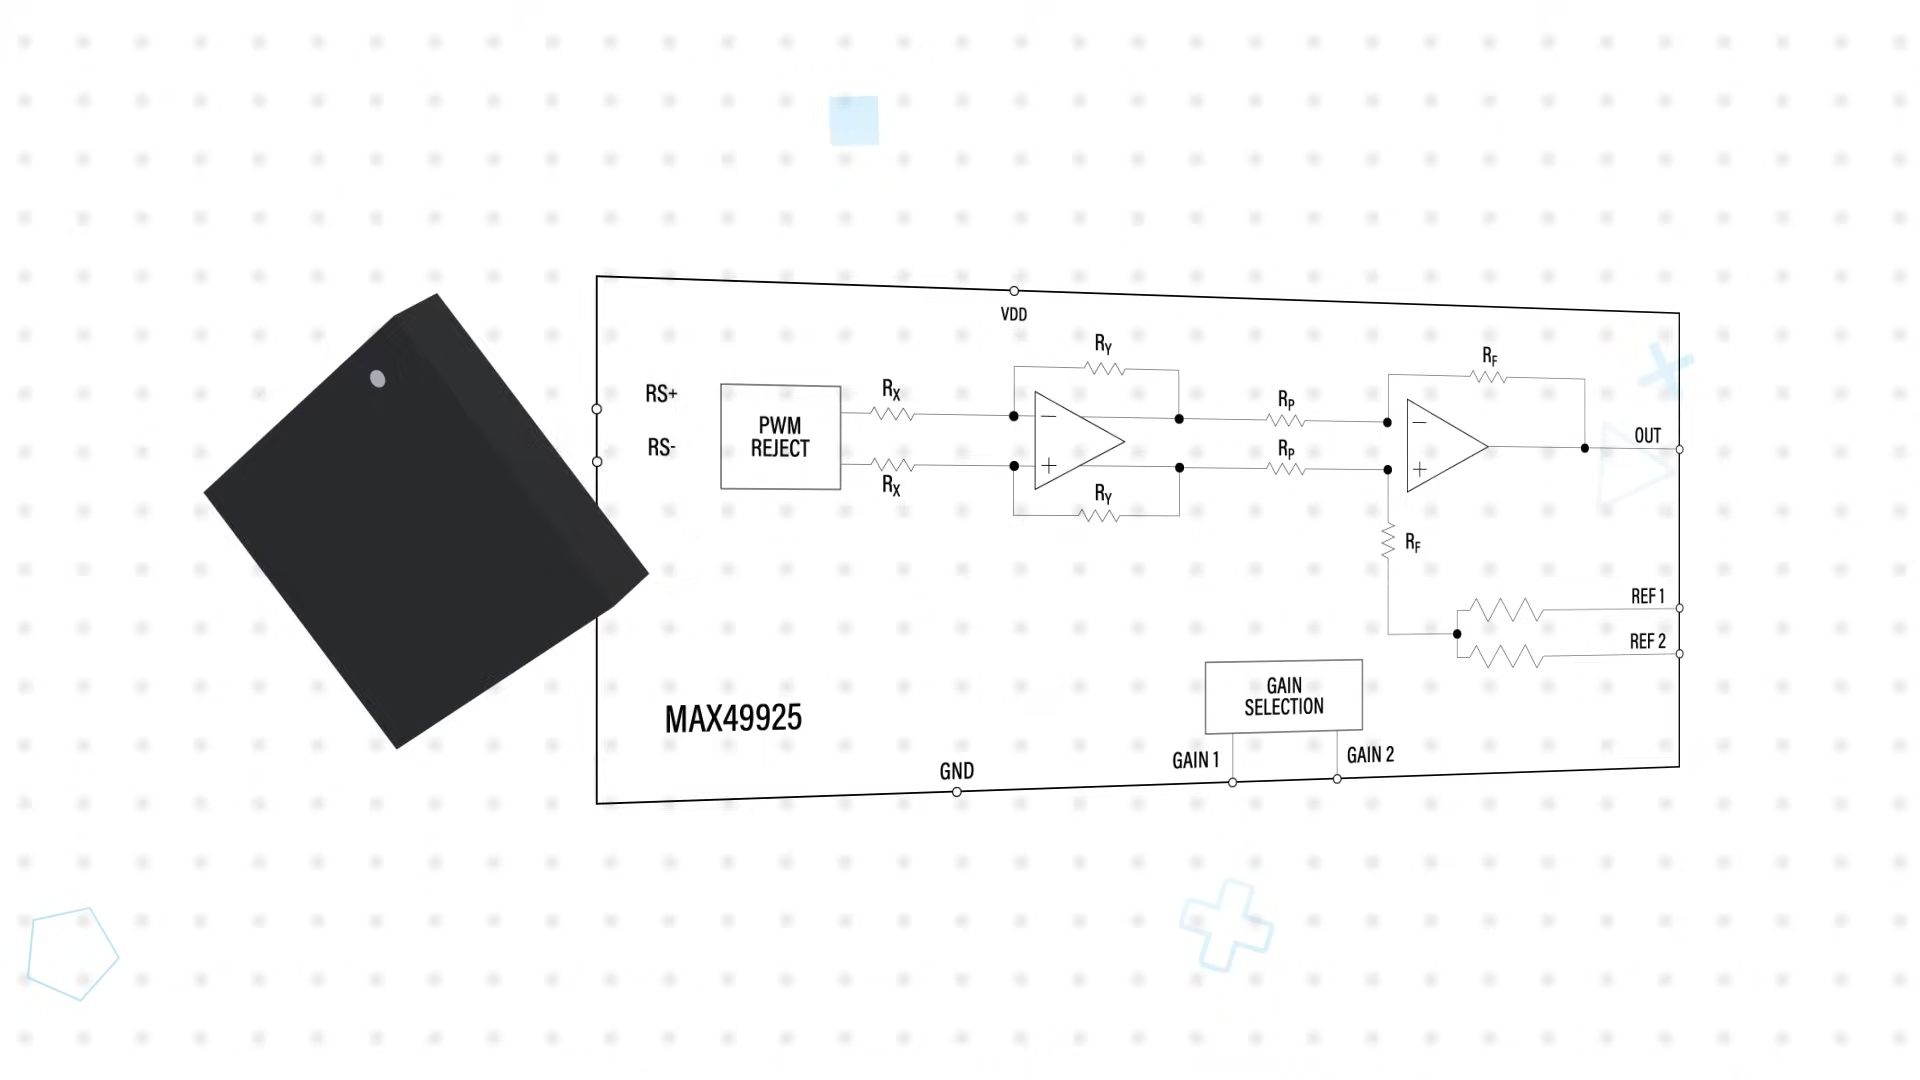 VDD
RS+
RS-
PWM
REJECT
RX
RX
RY
RY
RP
RP
RF
RF
OUT
REF 1
REF 2
GAIN
SELECTION
GAIN 1
GAIN 2
MAX49925
GND